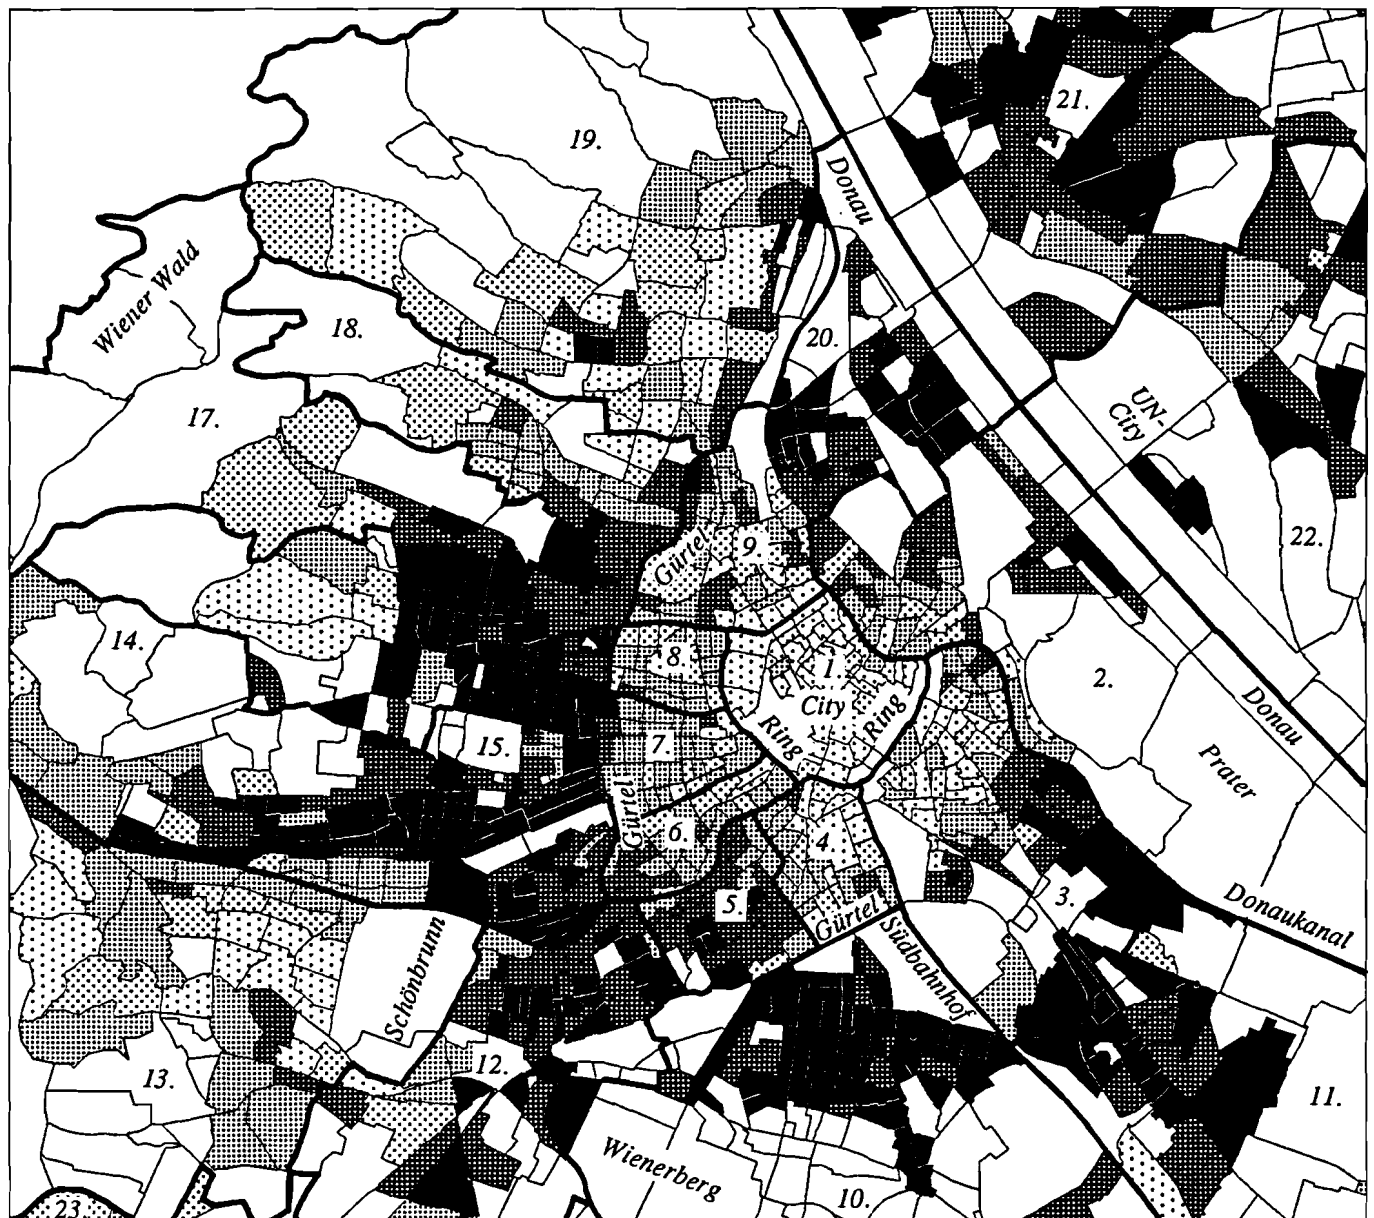 21.
19.
Donau
Wiener Wald
18.
20.
UN-
City
17.
22.
9.
Gürtel
14.
8.
1.
City
2.
Ring
Ring
Donau
7.
15.
Prater
Gürtel
6.
4.
5.
3.
Gürtel
Donaukanal
Südbahnhof
Schönbrunn
12.
13.
11.
Wienerberg
10.
23.